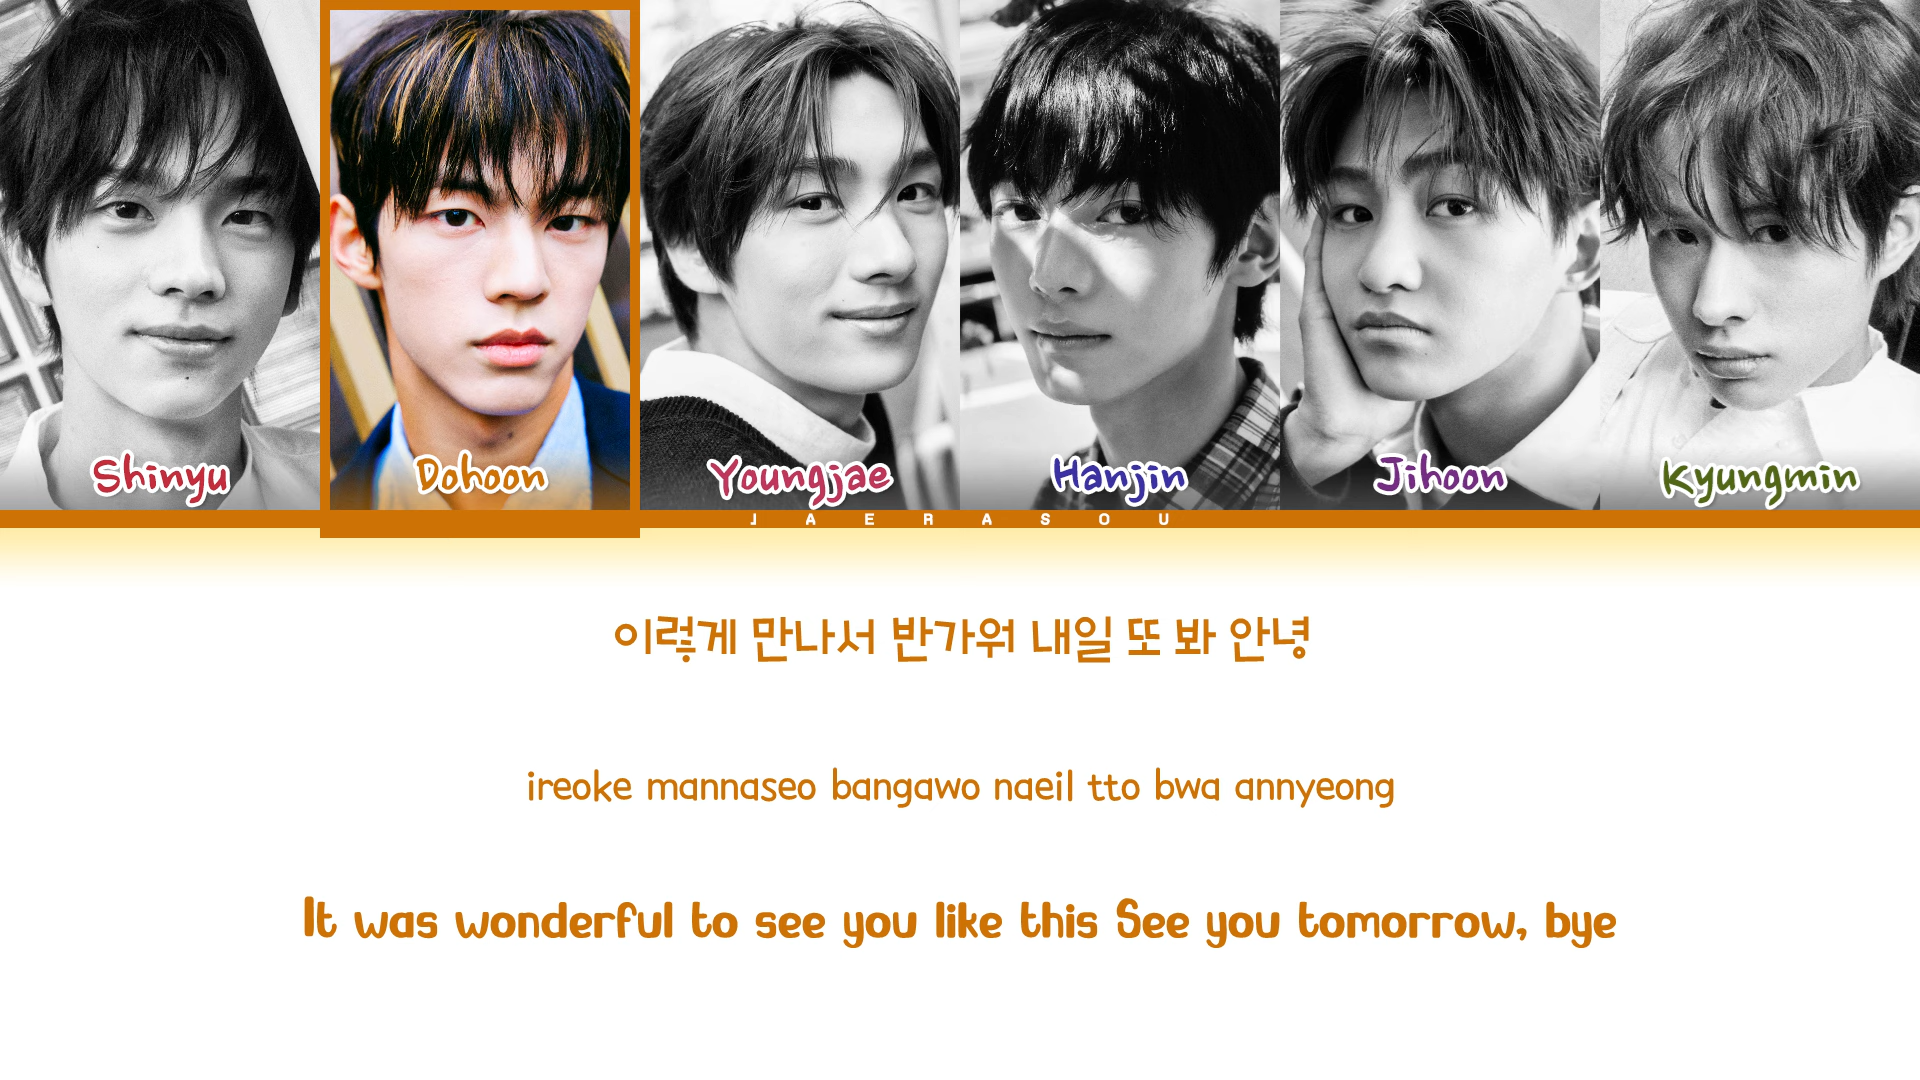 Shinyu
Dohoon
Youngjae
Hanjin
Jihoon
Kyungmin
JAERASOU
이렇게 만나서 반가워 내일 또 봐 안녕
ireoke mannaseo bangawo naeil tto bwa annyeong
It was wonderful to see you like this See you tomorrow, bye